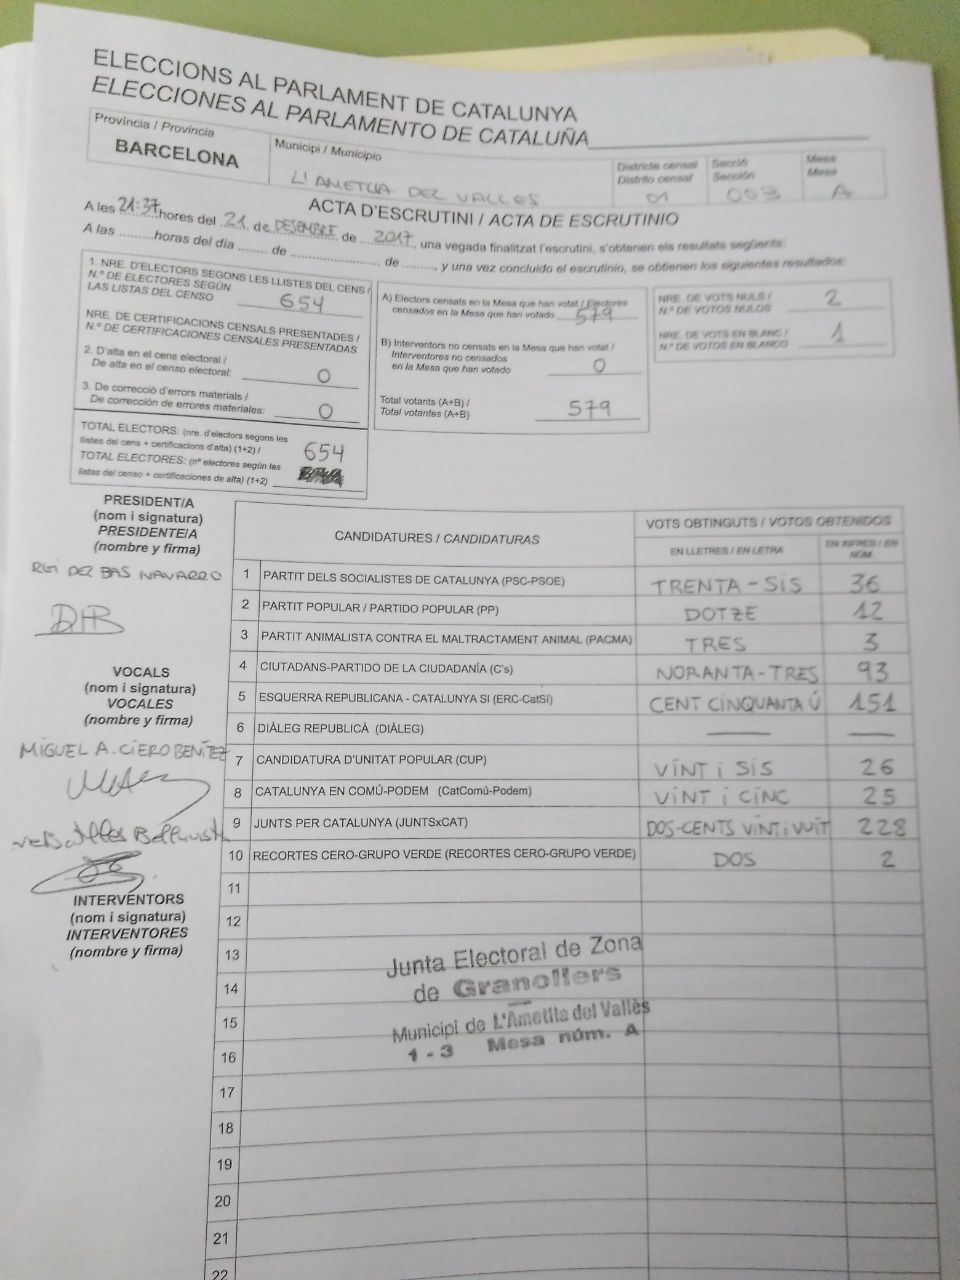 ELECCIONS AL PARLAMENT DE CATALUNYA
ELECCIONES AL PARLAMENTO DE CATALUÑA
Província / Provincia
BARCELONA
Municipi / Municipio
L'AMETLLA DEL VALLES
Districte censal
Distrito censal
01
Secció
Sección
003
Mesa
Mesa
A
ACTA D'ESCRUTINI / ACTA DE ESCRUTINIO
A les 21:37 hores del 21 de DESEMBRE de 2017, una vegada finalitzat l'escrutini, s'obtenen els resultats següents:
A las ......... horas del día ........ de ........................ de ........, y una vez concluido el escrutinio, se obtienen los siguientes resultados:
1. NRE. D'ELECTORS SEGONS LES LLISTES DEL CENS /
N.º DE ELECTORES SEGÚN
LAS LISTAS DEL CENSO 654
NRE. DE CERTIFICACIONS CENSALS PRESENTADES /
N.º DE CERTIFICACIONES CENSALES PRESENTADAS
2. D'alta en el cens electoral /
De alta en el censo electoral: 0
3. De correcció d'errors materials /
De corrección de errores materiales: 0
TOTAL ELECTORS: (nre. d'electors segons les
llistes del cens + certificacions d'alta) (1+2) / 654
TOTAL ELECTORES: (nº electores según las
listas del censo + certificaciones de alta) (1+2)
A) Electors censats en la Mesa que han votat / Electores
censados en la Mesa que han votado 579
B) Interventors no censats en la Mesa que han votat /
Interventores no censados
en la Mesa que han votado 0
Total votants (A+B) /
Total votantes (A+B) 579
NRE. DE VOTS NULS /
N.º DE VOTOS NULOS 2
NRE. DE VOTS EN BLANC /
N.º DE VOTOS EN BLANCO 1
PRESIDENT/A
(nom i signatura)
PRESIDENTE/A
(nombre y firma)
BAS NAVARRO
VOCALS
(nom i signatura)
VOCALES
(nombre y firma)
MIGUEL A. CIERO BENÍTEZ
INTERVENTORS
(nom i signatura)
INTERVENTORES
(nombre y firma)
CANDIDATURES / CANDIDATURAS
VOTS OBTINGUTS / VOTOS OBTENIDOS
EN LLETRES / EN LETRA
EN XIFRES / EN NÚM.
1 PARTIT DELS SOCIALISTES DE CATALUNYA (PSC-PSOE) TRENTA-SIS 36
2 PARTIT POPULAR / PARTIDO POPULAR (PP) DOTZE 12
3 PARTIT ANIMALISTA CONTRA EL MALTRACTAMENT ANIMAL (PACMA) TRES 3
4 CIUTADANS-PARTIDO DE LA CIUDADANÍA (C's) NORANTA-TRES 93
5 ESQUERRA REPUBLICANA - CATALUNYA SI (ERC-CatSí) CENT CINQUANTA Ú 151
6 DIÀLEG REPUBLICÀ (DIÀLEG) — —
7 CANDIDATURA D'UNITAT POPULAR (CUP) VINT i SIS 26
8 CATALUNYA EN COMÚ-PODEM (CatComú-Podem) VINT i CINC 25
9 JUNTS PER CATALUNYA (JUNTSxCAT) DOS-CENTS VINT i VUIT 228
10 RECORTES CERO-GRUPO VERDE (RECORTES CERO-GRUPO VERDE) DOS 2
11
12
13
14
15
16
17
18
19
20
21
22
Junta Electoral de Zona
de Granollers
Municipi de L'Ametlla del Vallès
1 - 3 Mesa núm. A